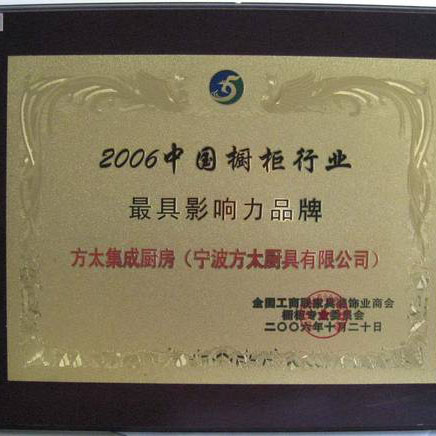 2006中国橱柜行业
最具影响力品牌
方太集成厨房（宁波方太厨具有限公司）
全国工商联家具装饰业商会
橱柜专业委员会
二〇〇六年十月二十日